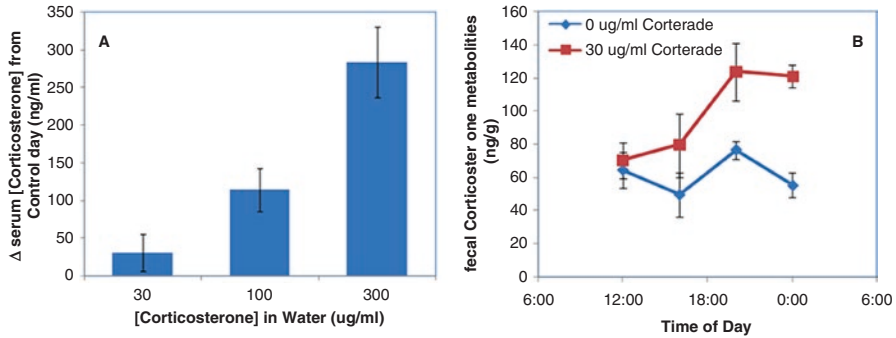 A
Δ serum [Corticosterone] from
Control day (ng/ml)
350
300
250
200
150
100
50
0
30
100
300
[Corticosterone] in Water (ug/ml)
B
0 ug/ml Corterade
30 ug/ml Corterade
fecal Corticoster one metabolities
(ng/g)
160
140
120
100
80
60
40
20
0
6:00
12:00
18:00
0:00
6:00
Time of Day